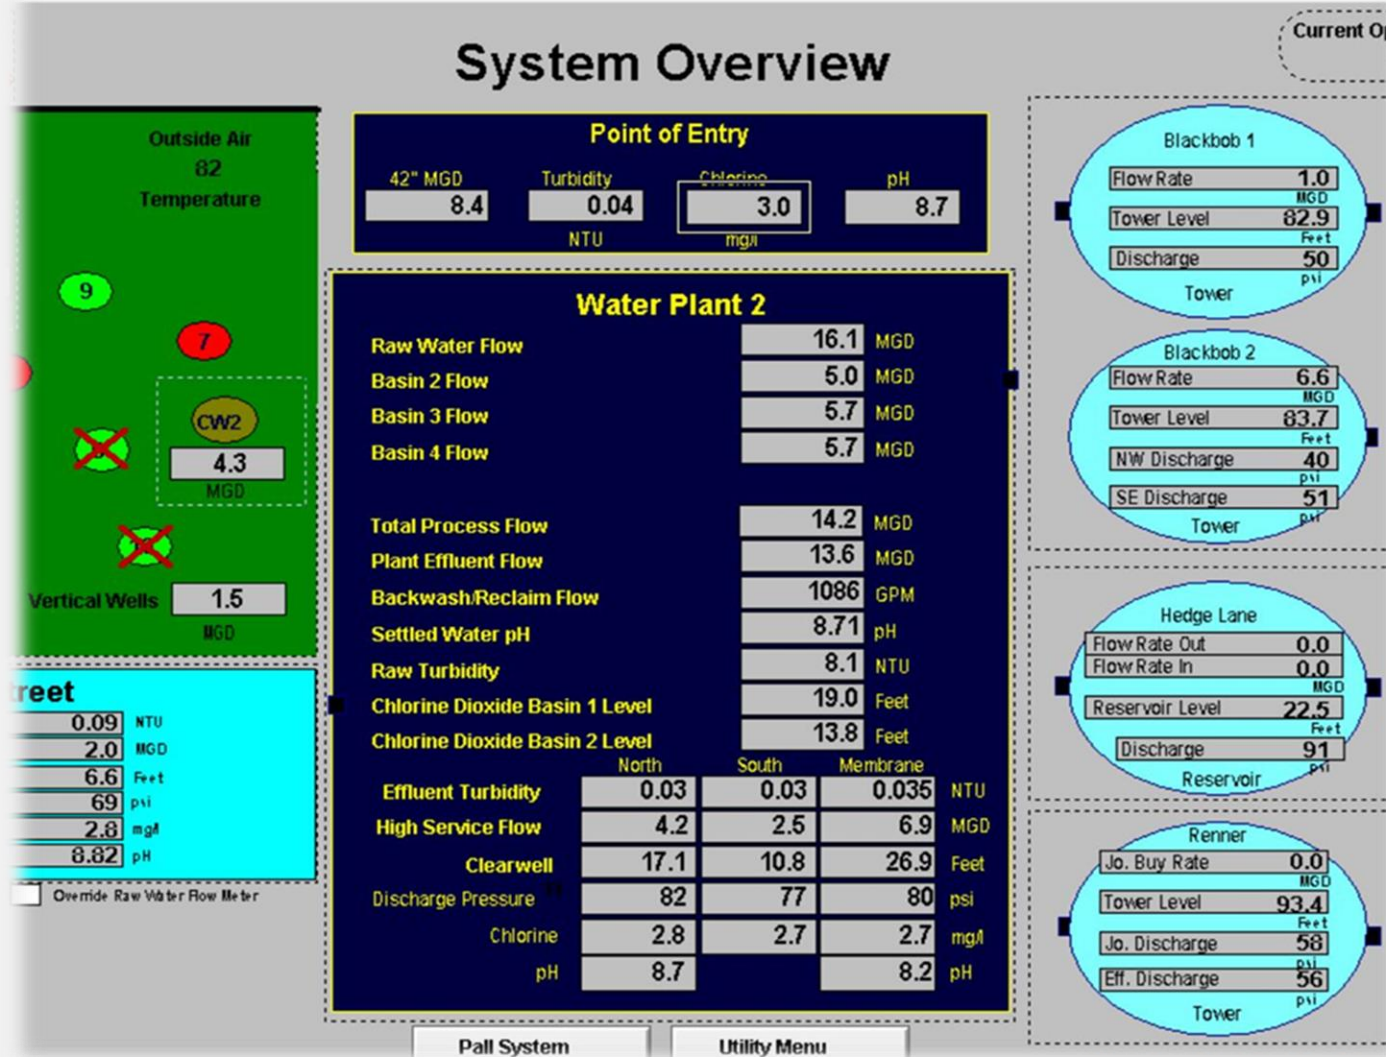 Current Op
System Overview
Outside Air
82
Temperature
9
7
CW2
4.3
MGD
Vertical Wells 1.5
MGD
reet
0.09 NTU
2.0 MGD
6.6 Feet
69 psi
2.8 mg/l
8.82 pH
Override Raw Water Flow Meter
Point of Entry
42" MGD Turbidity Chlorine pH
8.4 0.04 3.0 8.7
NTU mg/l
Water Plant 2
Raw Water Flow 16.1 MGD
Basin 2 Flow 5.0 MGD
Basin 3 Flow 5.7 MGD
Basin 4 Flow 5.7 MGD
Total Process Flow 14.2 MGD
Plant Effluent Flow 13.6 MGD
Backwash/Reclaim Flow 1086 GPM
Settled Water pH 8.71 pH
Raw Turbidity 8.1 NTU
Chlorine Dioxide Basin 1 Level 19.0 Feet
Chlorine Dioxide Basin 2 Level 13.8 Feet
North South Membrane
Effluent Turbidity 0.03 0.03 0.035 NTU
High Service Flow 4.2 2.5 6.9 MGD
Clearwell 17.1 10.8 26.9 Feet
Discharge Pressure 82 77 80 psi
Chlorine 2.8 2.7 2.7 mg/l
pH 8.7 8.2 pH
Pall System Utility Menu
Blackbob 1
Flow Rate 1.0
MGD
Tower Level 82.9
Feet
Discharge 50
psi
Tower
Blackbob 2
Flow Rate 6.6
MGD
Tower Level 83.7
Feet
NW Discharge 40
psi
SE Discharge 51
psi
Tower
Hedge Lane
Flow Rate Out 0.0
Flow Rate In 0.0
MGD
Reservoir Level 22.5
Feet
Discharge 91
psi
Reservoir
Renner
Jo. Buy Rate 0.0
MGD
Tower Level 93.4
Feet
Jo. Discharge 58
psi
Eff. Discharge 56
psi
Tower